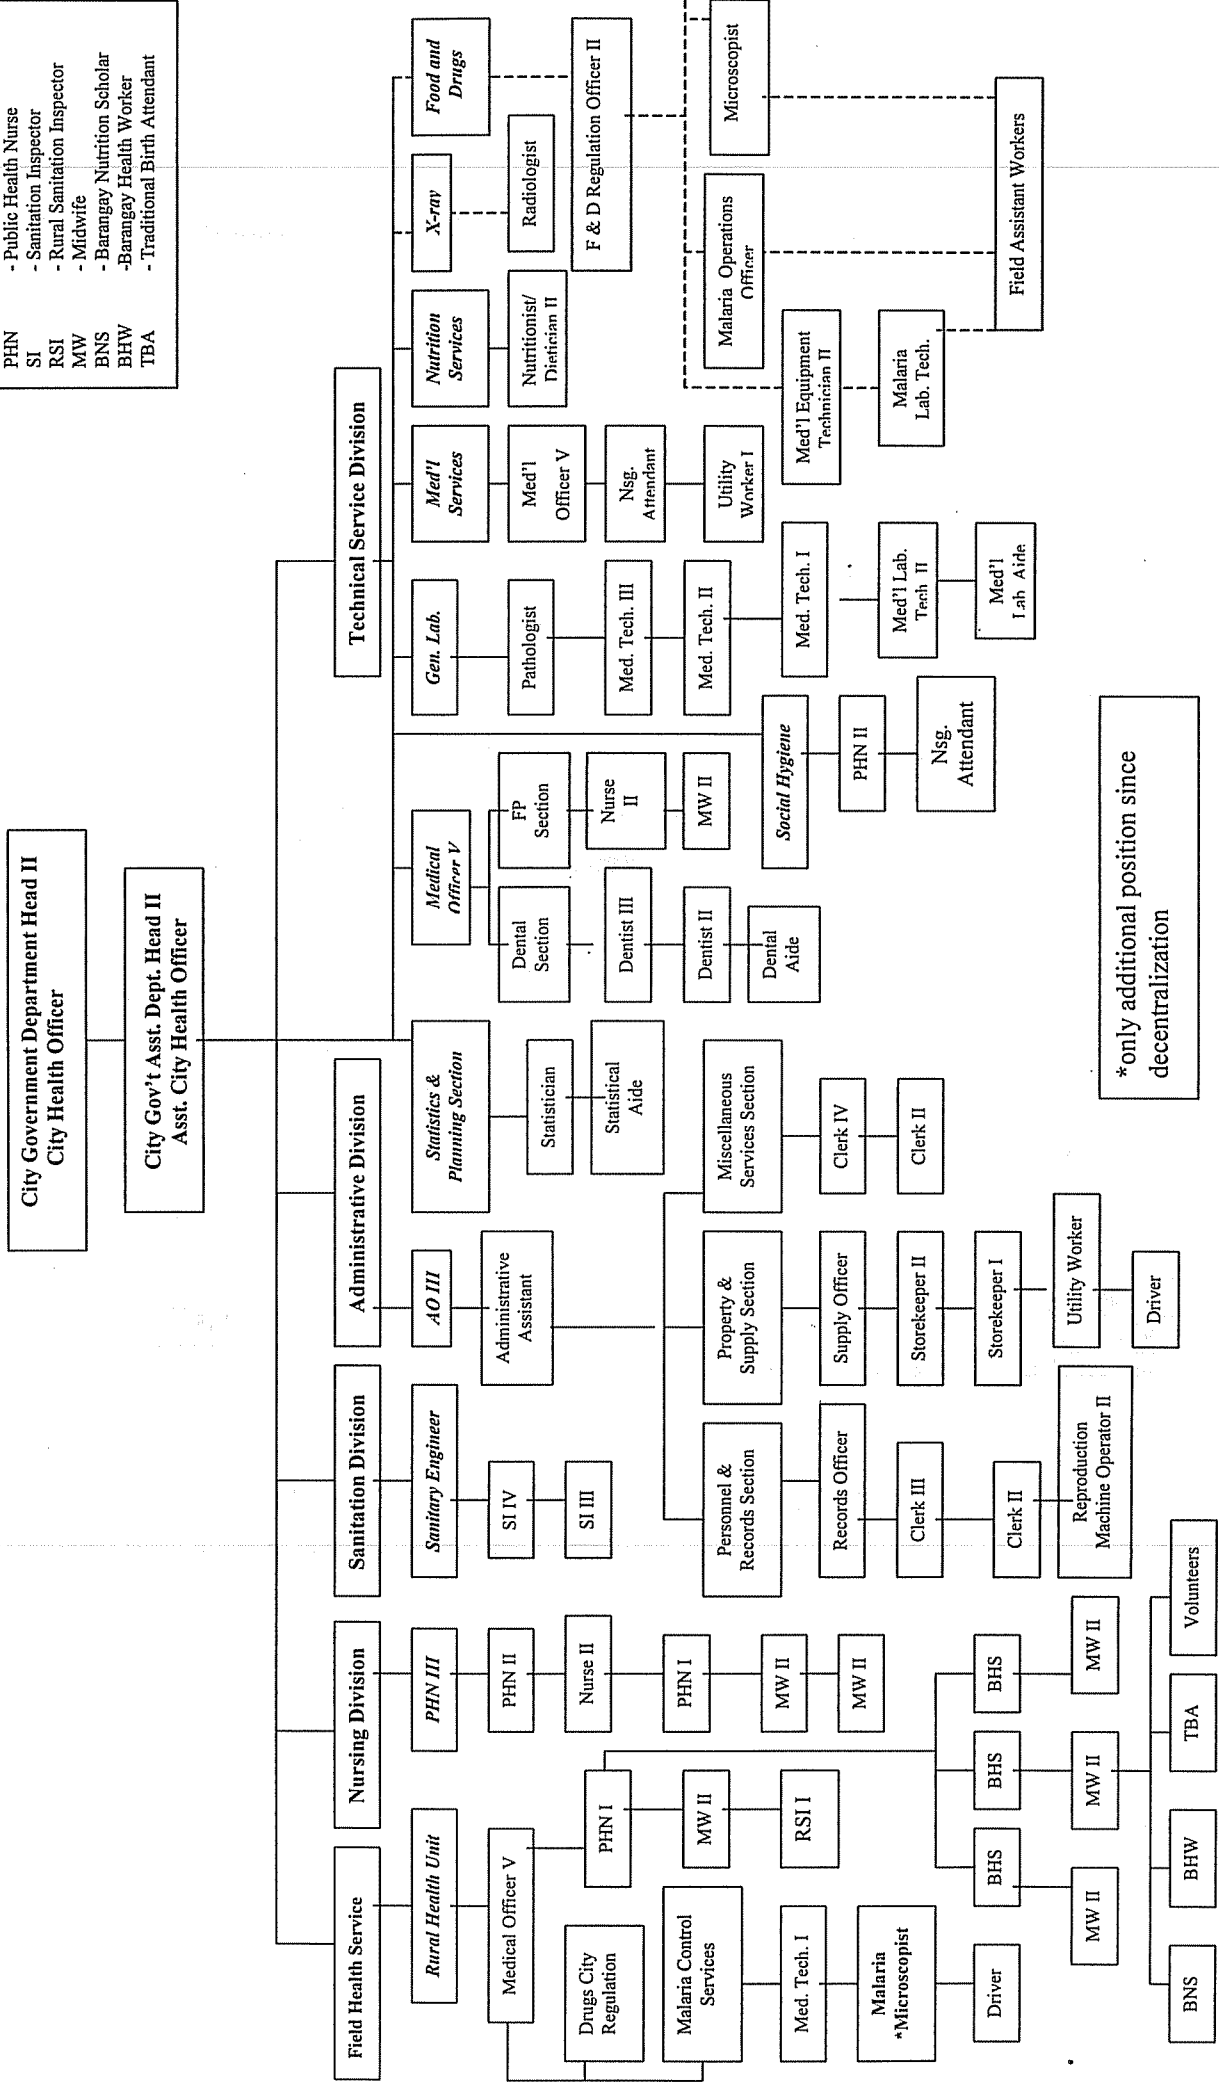 PHN - Public Health Nurse
SI - Sanitation Inspector
RSI - Rural Sanitation Inspector
MW - Midwife
BNS - Barangay Nutrition Scholar
BHW -Barangay Health Worker
TBA - Traditional Birth Attendant
City Government Department Head II
City Health Officer
City Gov't Asst. Dept. Head II
Asst. City Health Officer
Field Health Service
Nursing Division
Sanitation Division
Administrative Division
Technical Service Division
Rural Health Unit
Medical Officer V
Drugs City
Regulation
Malaria Control
Services
Med. Tech. I
Malaria
*Microscopist
Driver
PHN I
MW II
RSI I
BHS
BHS
BHS
MW II
MW II
MW II
BNS
BHW
TBA
Volunteers
PHN III
PHN II
Nurse II
PHN I
MW II
MW II
Sanitary Engineer
SI IV
SI III
AO III
Administrative
Assistant
Personnel &
Records Section
Records Officer
Clerk III
Clerk II
Reproduction
Machine Operator II
Property &
Supply Section
Supply Officer
Storekeeper II
Storekeeper I
Utility Worker
Driver
Miscellaneous
Services Section
Clerk IV
Clerk II
Statistics &
Planning Section
Statistician
Statistical
Aide
Medical
Officer V
Dental
Section
Dentist III
Dentist II
Dental
Aide
FP
Section
Nurse
II
MW II
Social Hygiene
PHN II
Nsg.
Attendant
Gen. Lab.
Pathologist
Med. Tech. III
Med. Tech. II
Med. Tech. I
Med'l Lab.
Tech II
Med'l
Lab Aide
Med'l
Services
Med'l
Officer V
Nsg.
Attendant
Utility
Worker I
Nutrition
Services
Nutritionist/
Dietician II
X-ray
Radiologist
Food and
Drugs
F & D Regulation Officer II
Med'l Equipment
Technician II
Malaria
Lab. Tech.
Malaria Operations
Officer
Microscopist
Field Assistant Workers
*only additional position since
decentralization